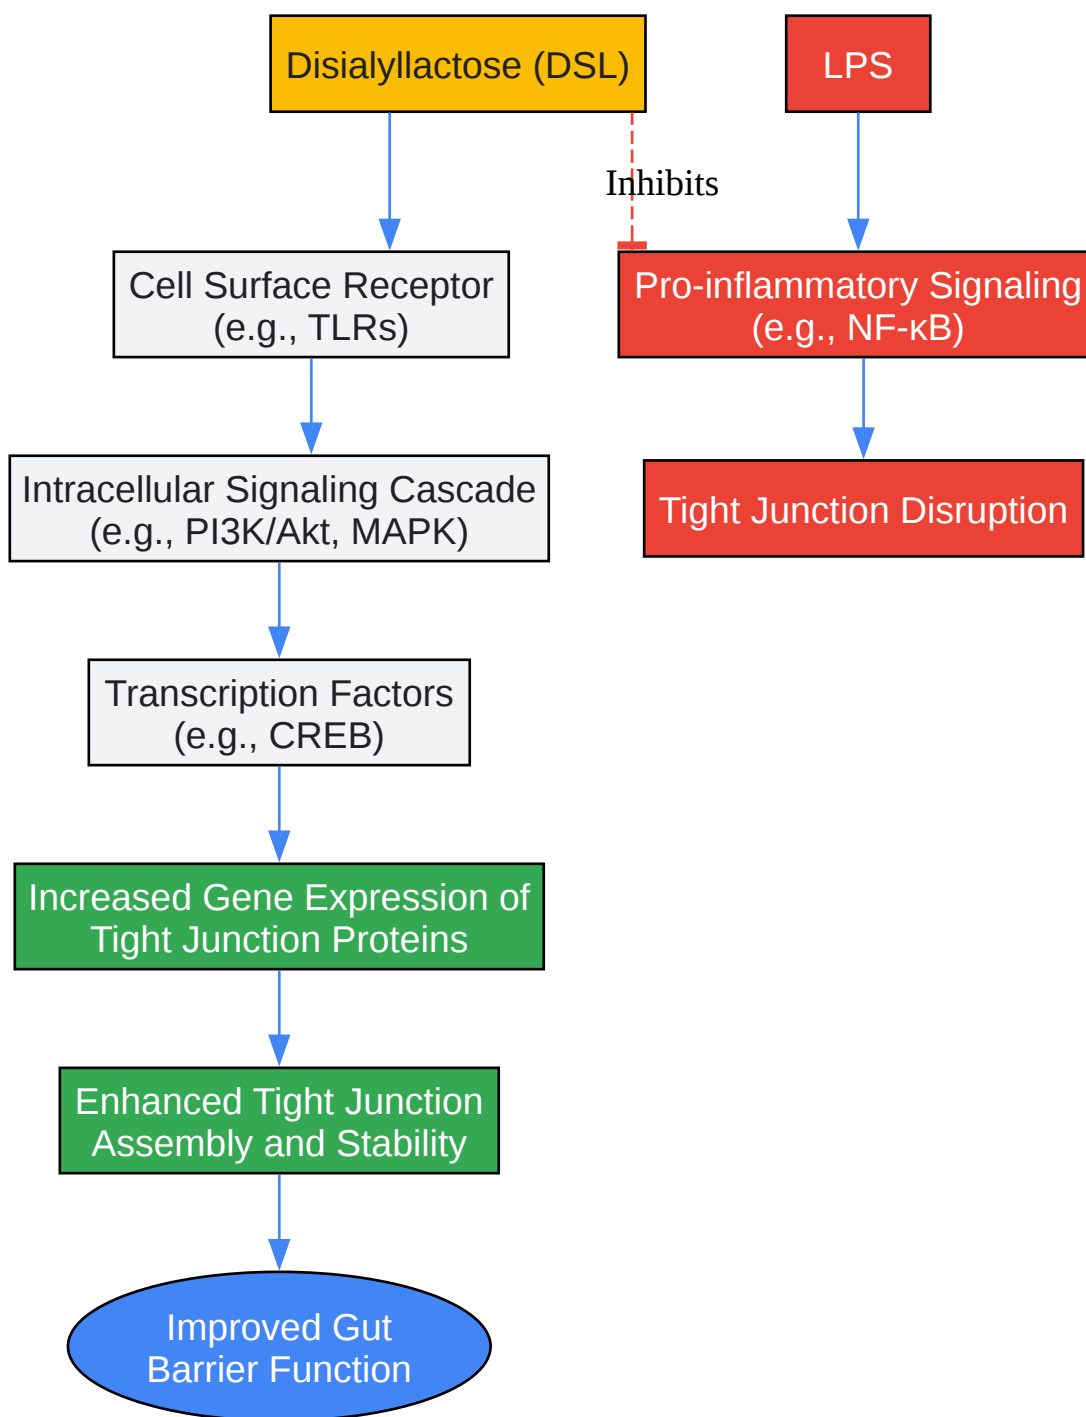 Disialyllactose (DSL)
LPS
Inhibits
Cell Surface Receptor
(e.g., TLRs)
Pro-inflammatory Signaling
(e.g., NF-κB)
Intracellular Signaling Cascade
(e.g., PI3K/Akt, MAPK)
Tight Junction Disruption
Transcription Factors
(e.g., CREB)
Increased Gene Expression of
Tight Junction Proteins
Enhanced Tight Junction
Assembly and Stability
Improved Gut
Barrier Function